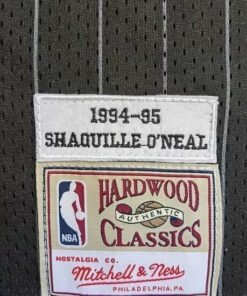 1994-95
SHAQUILLE O'NEAL
HARDWOOD
AUTHENTIC
CLASSICS
NBA
NOSTALGIA CO.
Mitchell & Ness
PHILADELPHIA PA.